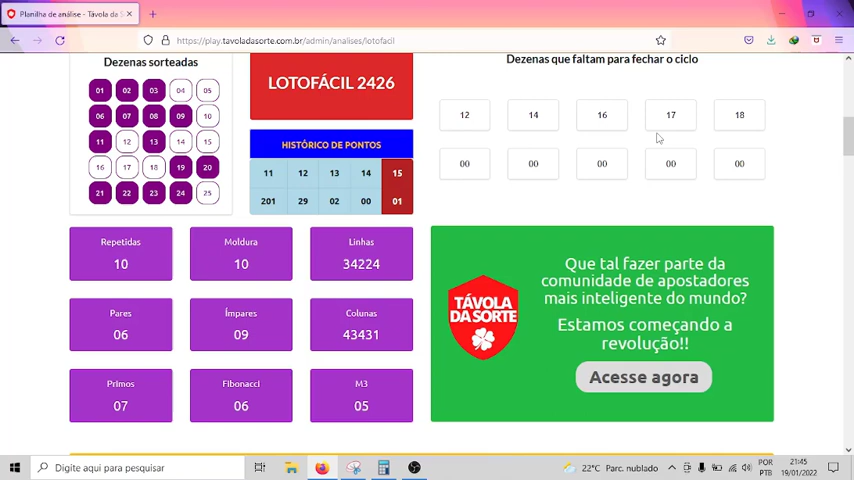 Planilha de análise - Távola da S
https://play.tavoladasorte.com.br/admin/analises/lotofacil
Dezenas sorteadas
01 02 03 04 05
06 07 08 09 10
11 12 13 14 15
16 17 18 19 20
21 22 23 24 25
LOTOFÁCIL 2426
HISTÓRICO DE PONTOS
11 12 13 14 15
201 29 02 00 01
Dezenas que faltam para fechar o ciclo
12 14 16 17 18
00 00 00 00 00
Repetidas
10
Moldura
10
Linhas
34224
Pares
06
Ímpares
09
Colunas
43431
Primos
07
Fibonacci
06
M3
05
TÁVOLA
DA SORTE
Que tal fazer parte da
comunidade de apostadores
mais inteligente do mundo?
Estamos começando a
revolução!!
Acesse agora
Digite aqui para pesquisar
22°C Parc. nublado
POR
PTB
21:45
19/01/2022